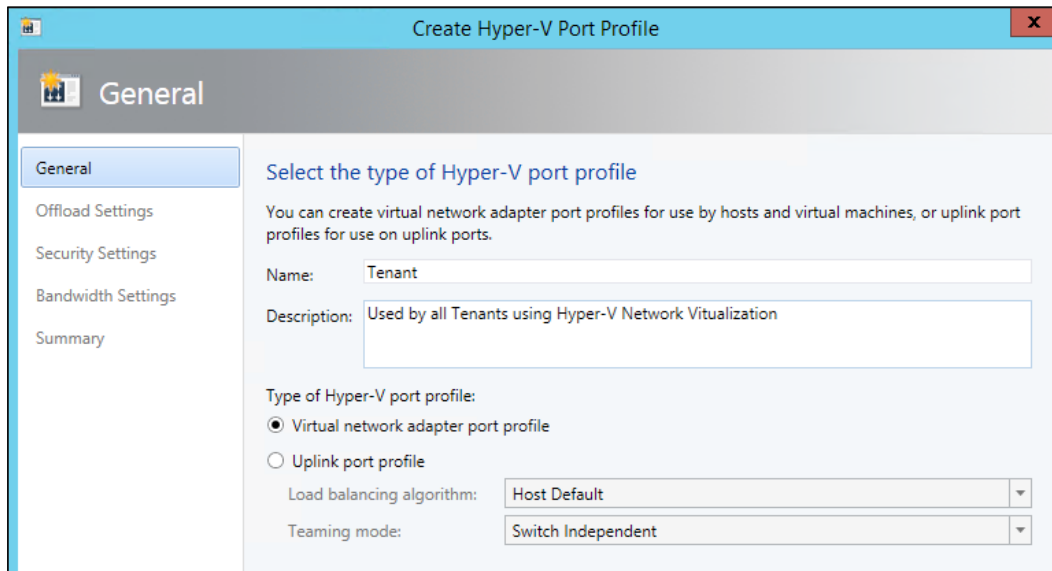 Create Hyper-V Port Profile
x
General
General
Offload Settings
Security Settings
Bandwidth Settings
Summary
Select the type of Hyper-V port profile
You can create virtual network adapter port profiles for use by hosts and virtual machines, or uplink port
profiles for use on uplink ports.
Name: Tenant
Description: Used by all Tenants using Hyper-V Network Vitualization
Type of Hyper-V port profile:
Virtual network adapter port profile
Uplink port profile
Load balancing algorithm: Host Default
Teaming mode: Switch Independent